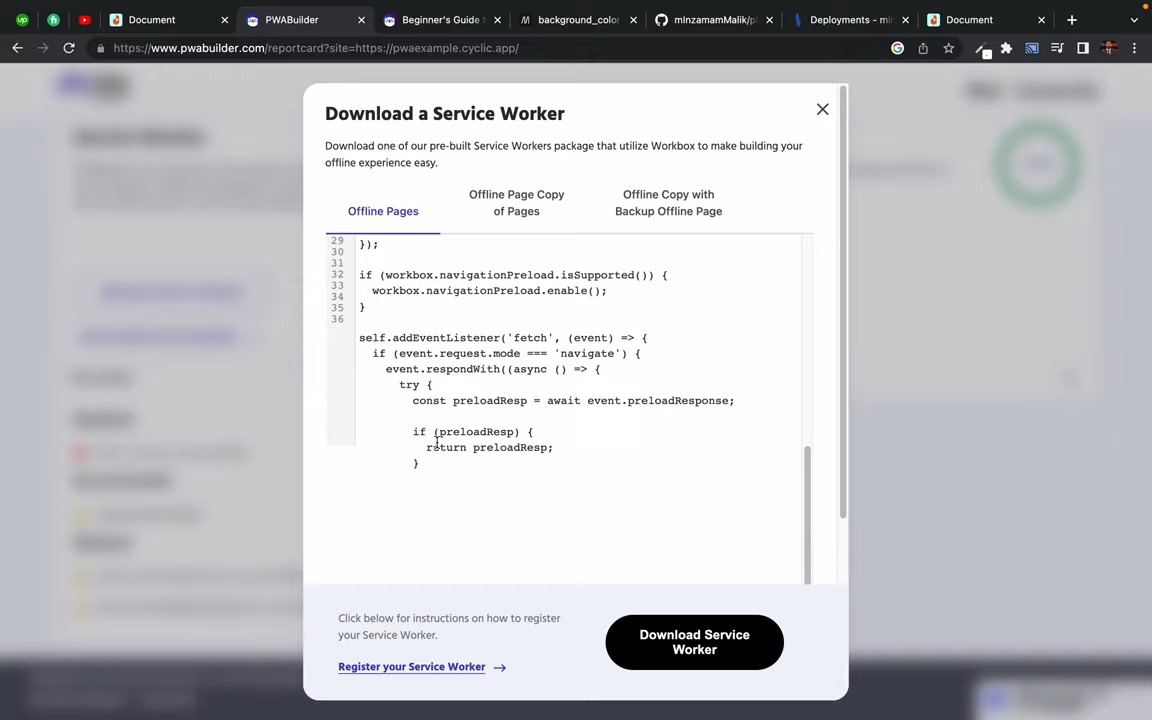 Document
PWABuilder
Beginner's Guide
background_color
mInzamamMalik/p
Deployments - mi
Document
https://www.pwabuilder.com/reportcard?site=https://pwaexample.cyclic.app/
Download a Service Worker
Download one of our pre-built Service Workers package that utilize Workbox to make building your
offline experience easy.
Offline Pages
Offline Page Copy
of Pages
Offline Copy with
Backup Offline Page
29 });
30
31
32 if (workbox.navigationPreload.isSupported()) {
33 workbox.navigationPreload.enable();
34
35 }
36
self.addEventListener('fetch', (event) => {
if (event.request.mode === 'navigate') {
event.respondWith((async () => {
try {
const preloadResp = await event.preloadResponse;
if (preloadResp) {
return preloadResp;
}
Click below for instructions on how to register
your Service Worker.
Register your Service Worker
Download Service
Worker